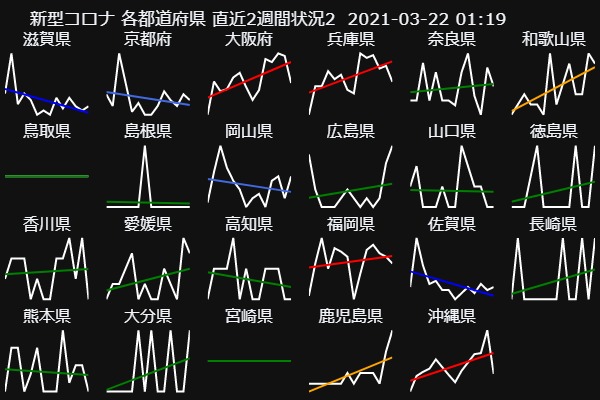 新型コロナ 各都道府県 直近2週間状況2 2021-03-22 01:19
滋賀県 京都府 大阪府 兵庫県 奈良県 和歌山県
鳥取県 島根県 岡山県 広島県 山口県 徳島県
香川県 愛媛県 高知県 福岡県 佐賀県 長崎県
熊本県 大分県 宮崎県 鹿児島県 沖縄県